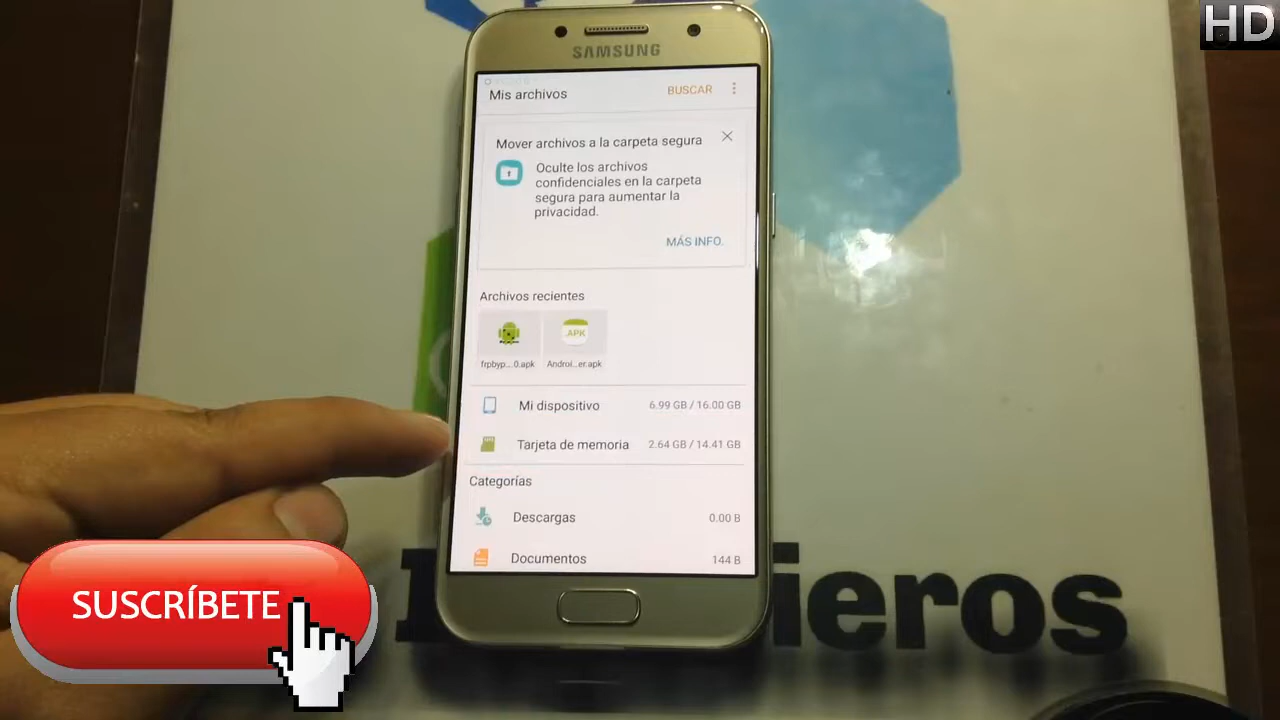 HD
SAMSUNG
Mis archivos
BUSCAR
Mover archivos a la carpeta segura
Oculte los archivos
confidenciales en la carpeta
segura para aumentar la
privacidad.
MÁS INFO.
Archivos recientes
frpbyp....0.apk
.APK
Androi...er.apk
Mi dispositivo
6.99 GB / 16.00 GB
Tarjeta de memoria
2.64 GB / 14.41 GB
Categorías
Descargas
0.00 B
Documentos
144 B
SUSCRÍBETE
ieros